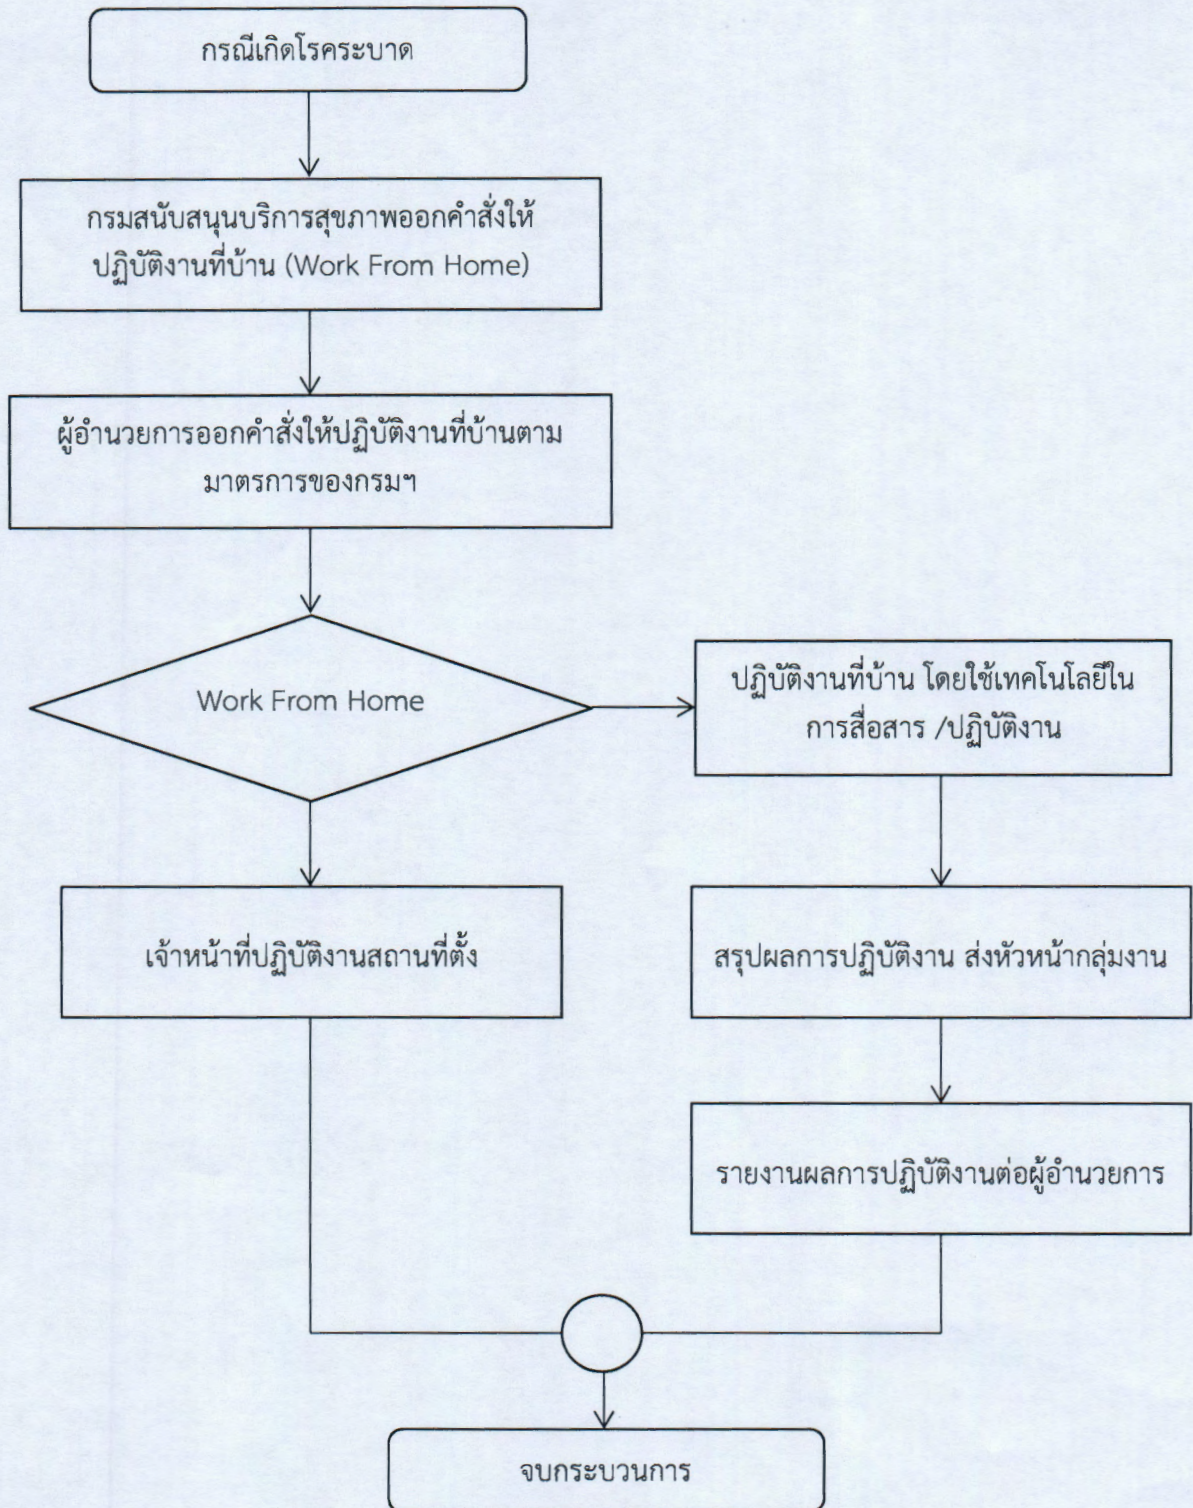 กรณีเกิดโรคระบาด
กรมสนับสนุนบริการสุขภาพออกคำสั่งให้
ปฏิบัติงานที่บ้าน (Work From Home)
ผู้อำนวยการออกคำสั่งให้ปฏิบัติงานที่บ้านตาม
มาตรการของกรมฯ
Work From Home
ปฏิบัติงานที่บ้าน โดยใช้เทคโนโลยีใน
การสื่อสาร /ปฏิบัติงาน
เจ้าหน้าที่ปฏิบัติงานสถานที่ตั้ง
สรุปผลการปฏิบัติงาน ส่งหัวหน้ากลุ่มงาน
รายงานผลการปฏิบัติงานต่อผู้อำนวยการ
จบกระบวนการ